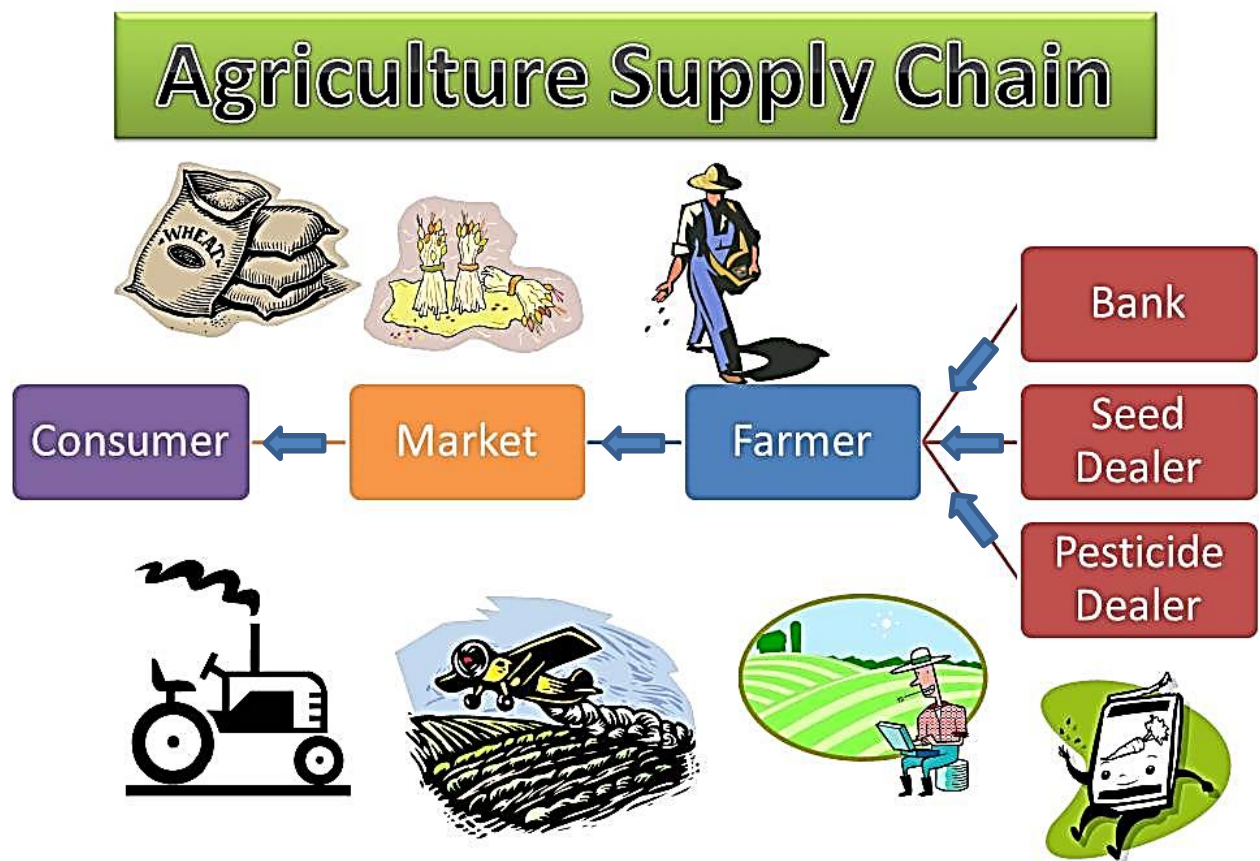 Agriculture Supply Chain
WHEAT
Bank
Consumer
Market
Farmer
Seed
Dealer
Pesticide
Dealer